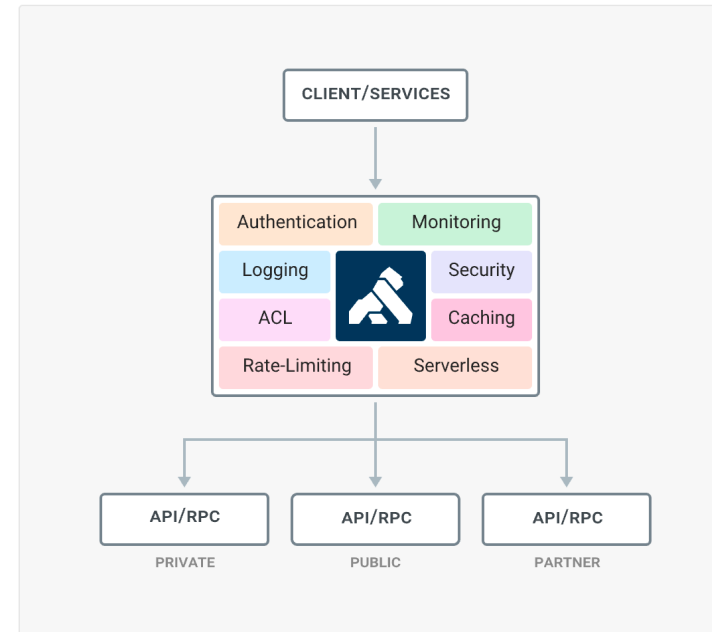 CLIENT/SERVICES
Authentication
Monitoring
Logging
Security
ACL
Caching
Rate-Limiting
Serverless
API/RPC
API/RPC
API/RPC
PRIVATE
PUBLIC
PARTNER